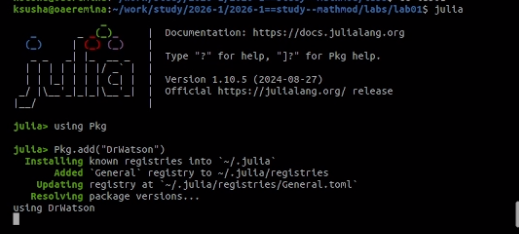 ksusha@oaeremina:~/work/study/2026-1/2026-1==study--mathmod/labs/lab01$ julia
Documentation: https://docs.julialang.org
Type "?" for help, "]?" for Pkg help.
Version 1.10.5 (2024-08-27)
Official https://julialang.org/ release
julia> using Pkg
julia> Pkg.add("DrWatson")
Installing known registries into `~/.julia`
Added `General` registry to ~/.julia/registries
Updating registry at `~/.julia/registries/General.toml`
Resolving package versions...
using DrWatson